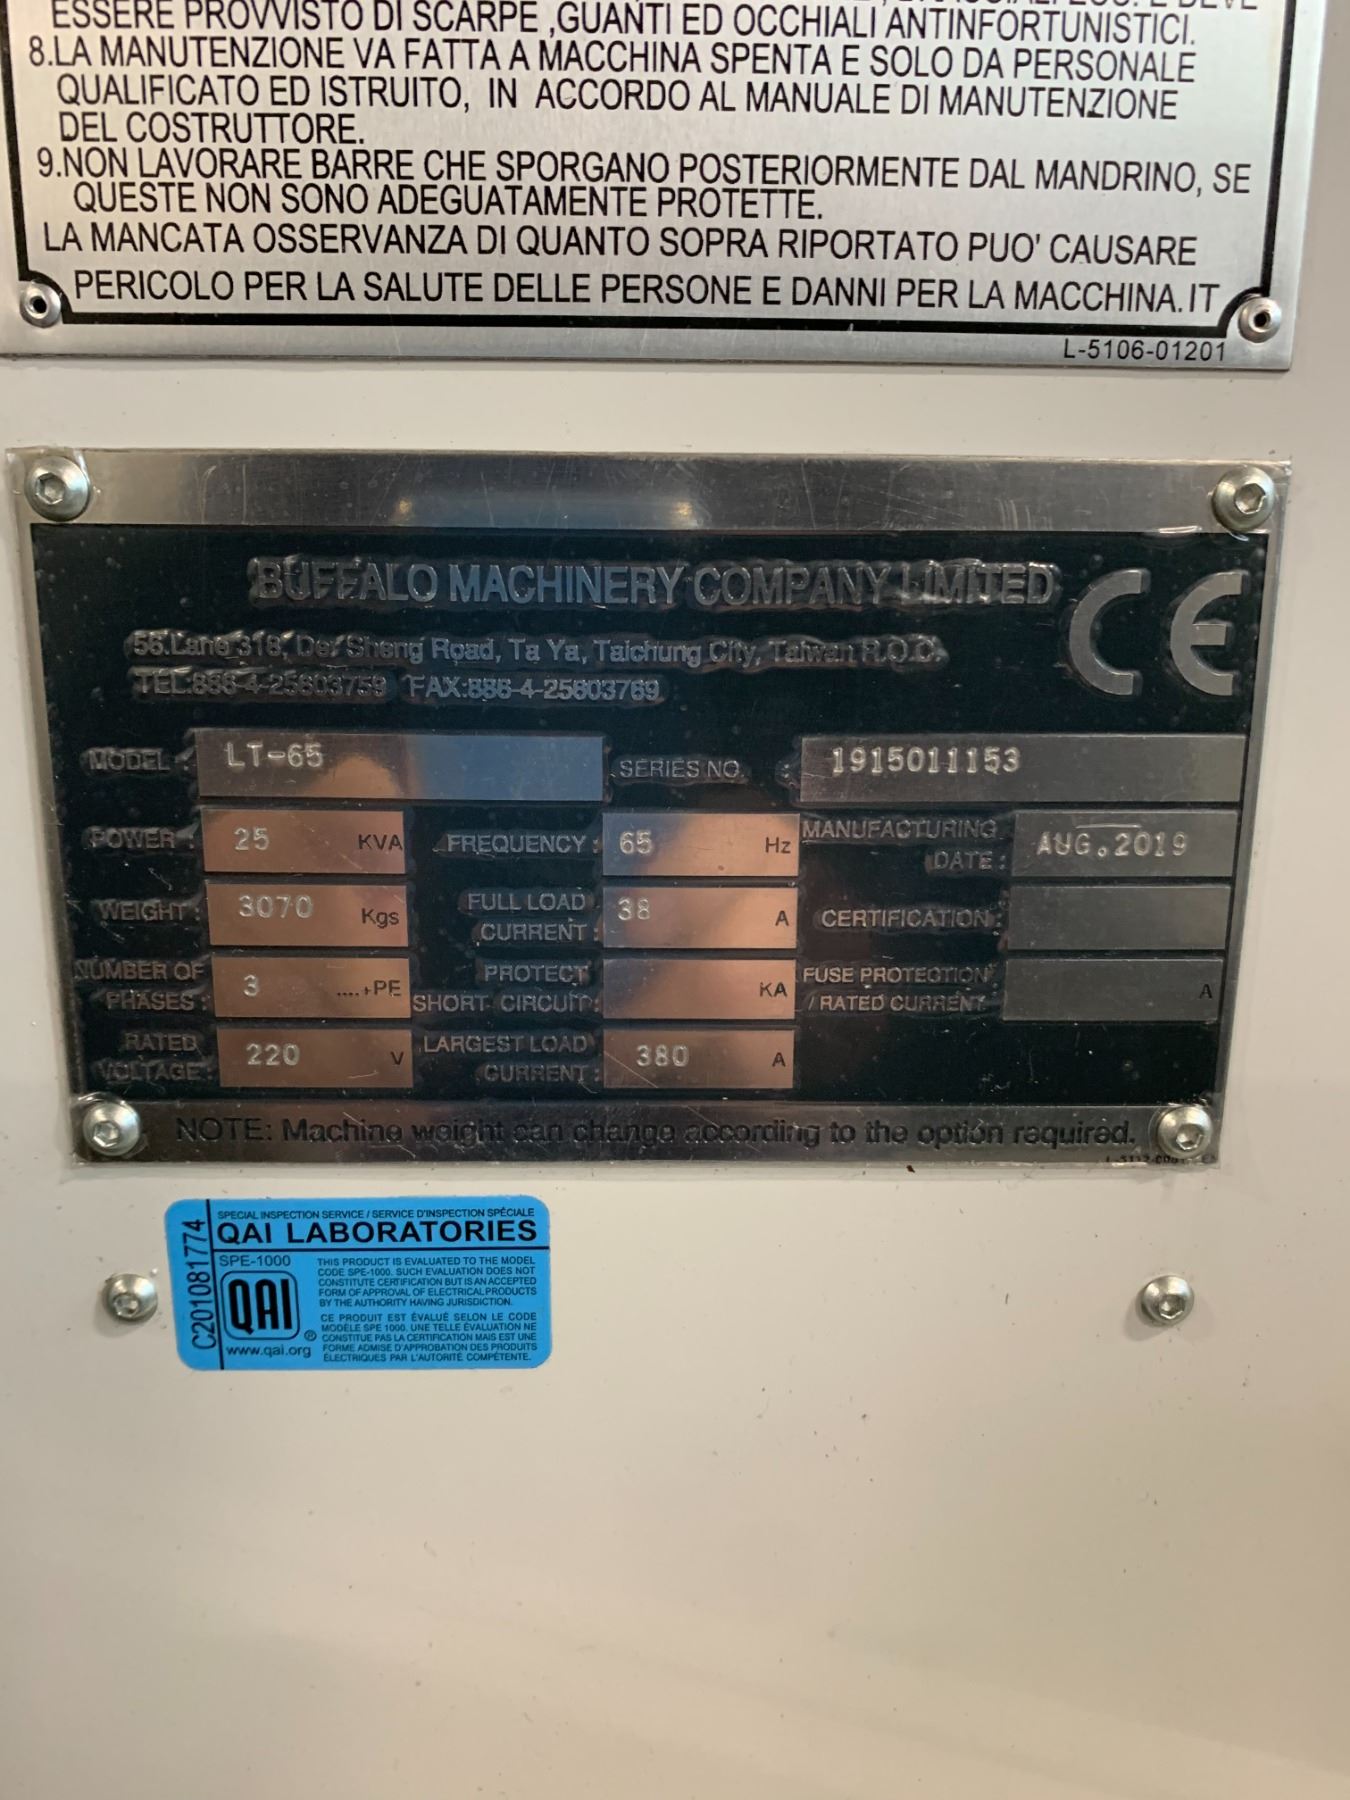 ESSERE PROVVISTO DI SCARPE ,GUANTI ED OCCHIALI ANTINFORTUNISTICI.
8.LA MANUTENZIONE VA FATTA A MACCHINA SPENTA E SOLO DA PERSONALE
QUALIFICATO ED ISTRUITO, IN ACCORDO AL MANUALE DI MANUTENZIONE
DEL COSTRUTTORE.
9.NON LAVORARE BARRE CHE SPORGANO POSTERIORMENTE DAL MANDRINO, SE
QUESTE NON SONO ADEGUATAMENTE PROTETTE.
LA MANCATA OSSERVANZA DI QUANTO SOPRA RIPORTATO PUO' CAUSARE
PERICOLO PER LA SALUTE DELLE PERSONE E DANNI PER LA MACCHINA.IT
L-5106-01201
BUFFALO MACHINERY COMPANY LIMITED CE
56.Lane 318, Der Sheng Road, Ta Ya, Taichung City, Taiwan R.O.C.
TEL:886-4-25603759 FAX:886-4-25603769
MODEL : LT-65 SERIES NO. : 1915011153
POWER : 25 KVA FREQUENCY : 65 Hz MANUFACTURING DATE : AUG.2019
WEIGHT : 3070 Kgs FULL LOAD CURRENT : 38 A CERTIFICATION :
NUMBER OF PHASES : 3 ....+PE PROTECT SHORT CIRCUIT : KA FUSE PROTECTION / RATED CURRENT : A
RATED VOLTAGE : 220 V LARGEST LOAD CURRENT : 380 A
NOTE: Machine weight can change according to the option required.
C201081774
SPECIAL INSPECTION SERVICE / SERVICE D'INSPECTION SPÉCIALE
QAI LABORATORIES
SPE-1000
QAI ®
www.qai.org
THIS PRODUCT IS EVALUATED TO THE MODEL
CODE SPE-1000. SUCH EVALUATION DOES NOT
CONSTITUTE CERTIFICATION BUT IS AN ACCEPTED
FORM OF APPROVAL OF ELECTRICAL PRODUCTS
BY THE AUTHORITY HAVING JURISDICTION.
CE PRODUIT EST ÉVALUÉ SELON LE CODE
MODÈLE SPE 1000. UNE TELLE ÉVALUATION NE
CONSTITUE PAS LA CERTIFICATION MAIS EST UNE
FORME ADMISE D'APPROBATION DES PRODUITS
ÉLECTRIQUES PAR L'AUTORITÉ COMPÉTENTE.